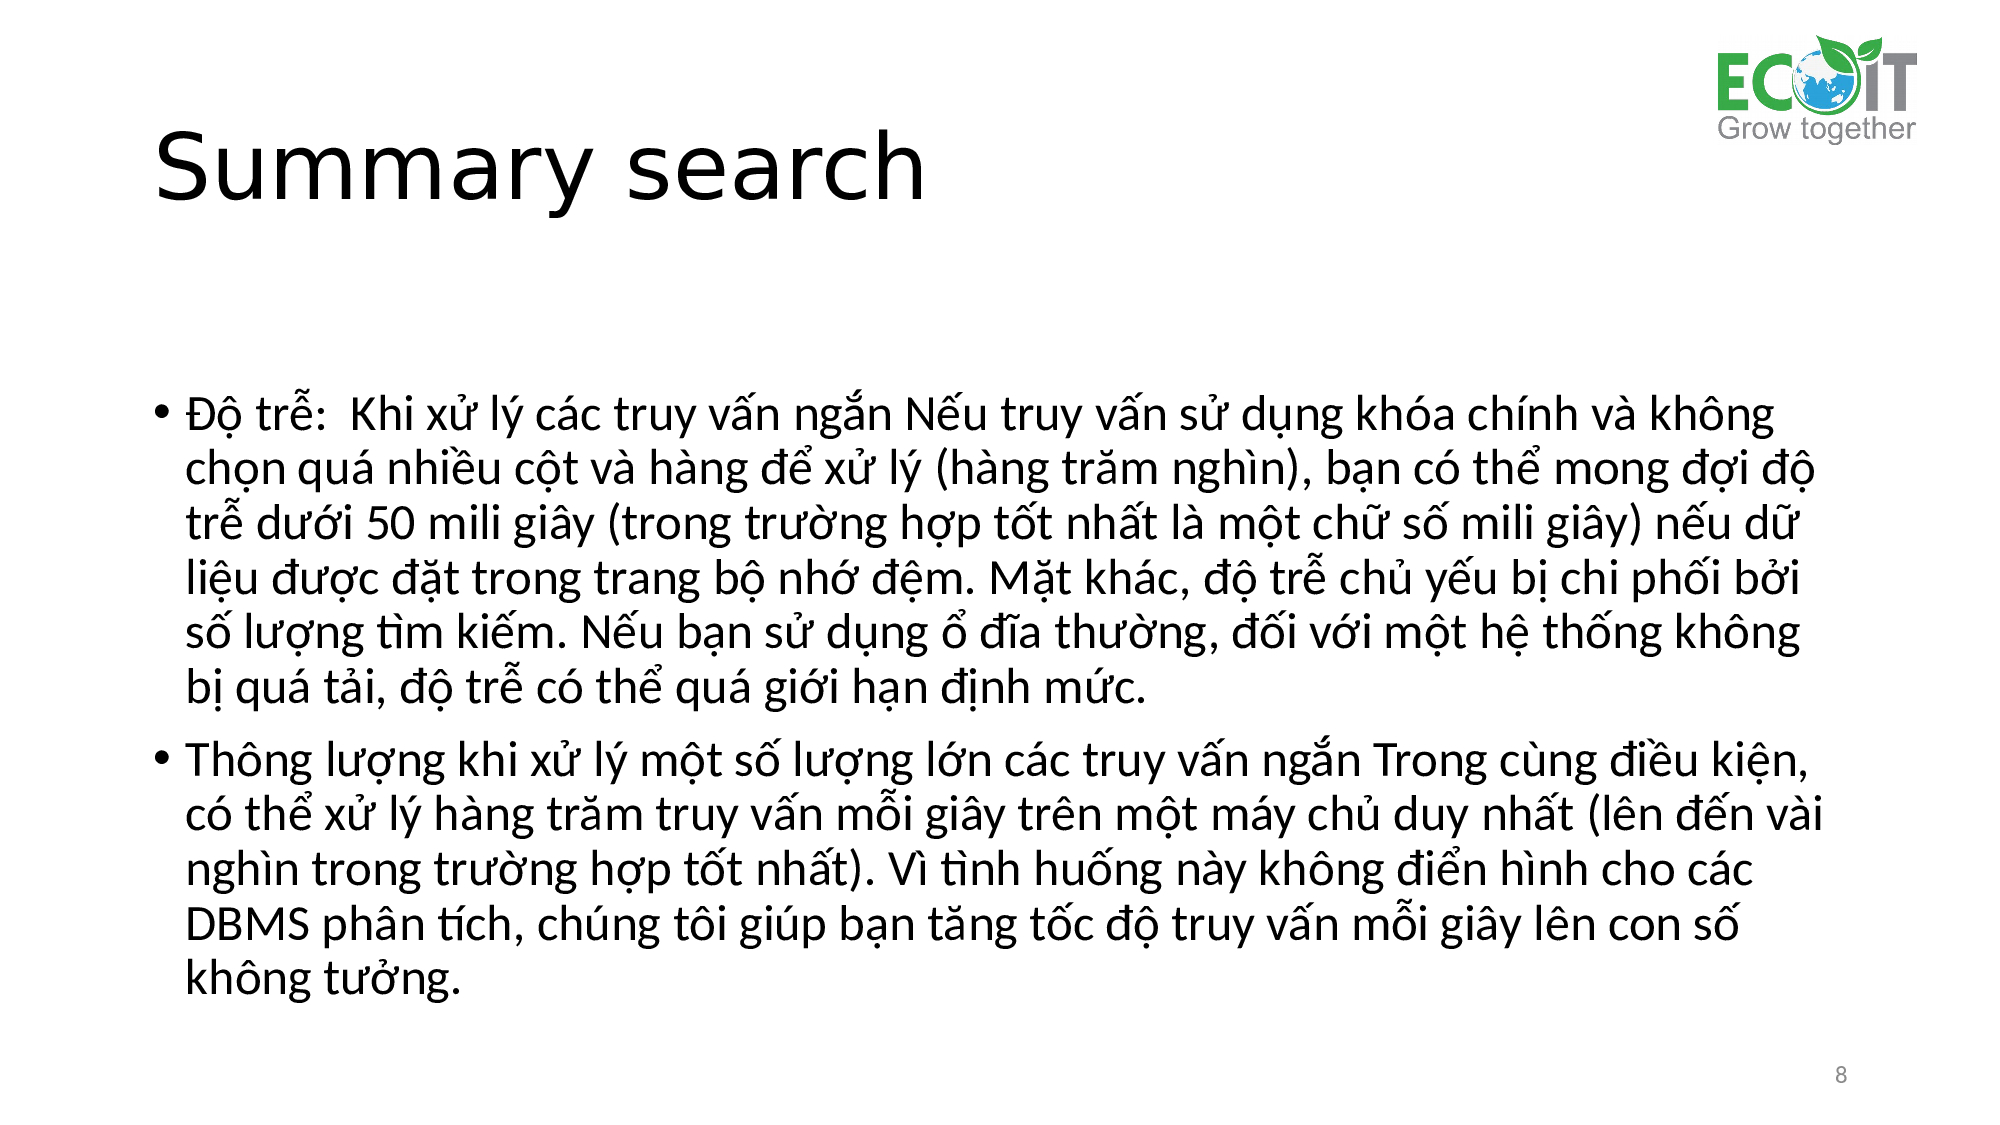 ECOIT
Grow together
Summary search
• Độ trễ:  Khi xử lý các truy vấn ngắn Nếu truy vấn sử dụng khóa chính và không
chọn quá nhiều cột và hàng để xử lý (hàng trăm nghìn), bạn có thể mong đợi độ
trễ dưới 50 mili giây (trong trường hợp tốt nhất là một chữ số mili giây) nếu dữ
liệu được đặt trong trang bộ nhớ đệm. Mặt khác, độ trễ chủ yếu bị chi phối bởi
số lượng tìm kiếm. Nếu bạn sử dụng ổ đĩa thường, đối với một hệ thống không
bị quá tải, độ trễ có thể quá giới hạn định mức.
• Thông lượng khi xử lý một số lượng lớn các truy vấn ngắn Trong cùng điều kiện,
có thể xử lý hàng trăm truy vấn mỗi giây trên một máy chủ duy nhất (lên đến vài
nghìn trong trường hợp tốt nhất). Vì tình huống này không điển hình cho các
DBMS phân tích, chúng tôi giúp bạn tăng tốc độ truy vấn mỗi giây lên con số
không tưởng.
8